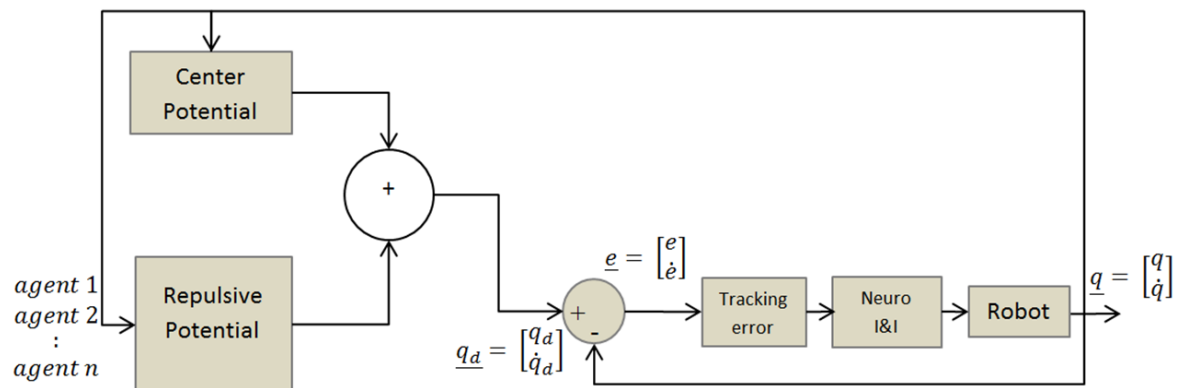 Center
Potential
+
Repulsive
Potential
agent 1
agent 2
:
agent n
q_d = [q_d q̇_d]
+
-
e = [e ė]
Tracking
error
Neuro
I&I
Robot
q = [q q̇]